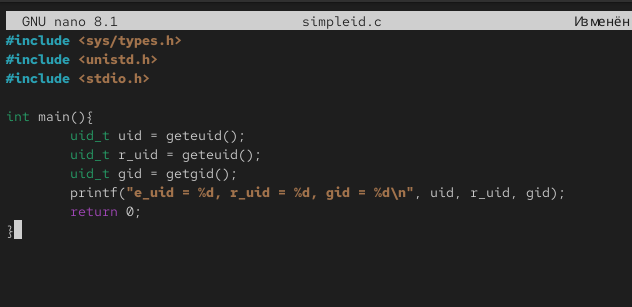 GNU nano 8.1 simpleid.c Изменён
#include <sys/types.h>
#include <unistd.h>
#include <stdio.h>
int main(){
uid_t uid = geteuid();
uid_t r_uid = geteuid();
uid_t gid = getgid();
printf("e_uid = %d, r_uid = %d, gid = %d\n", uid, r_uid, gid);
return 0;
}